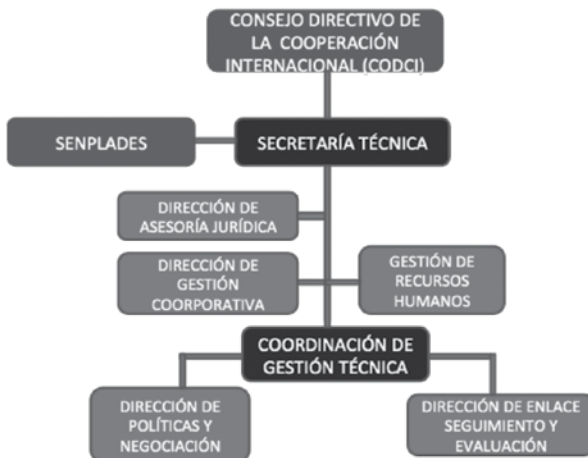 CONSEJO DIRECTIVO DE
LA COOPERACIÓN
INTERNACIONAL (CODCI)
SENPLADES
SECRETARÍA TÉCNICA
DIRECCIÓN DE
ASESORÍA JURÍDICA
DIRECCIÓN DE
GESTIÓN
COORPORATIVA
GESTIÓN DE
RECURSOS
HUMANOS
COORDINACIÓN DE
GESTIÓN TÉCNICA
DIRECCIÓN DE
POLÍTICAS Y
NEGOCIACIÓN
DIRECCIÓN DE ENLACE
SEGUIMIENTO Y
EVALUACIÓN